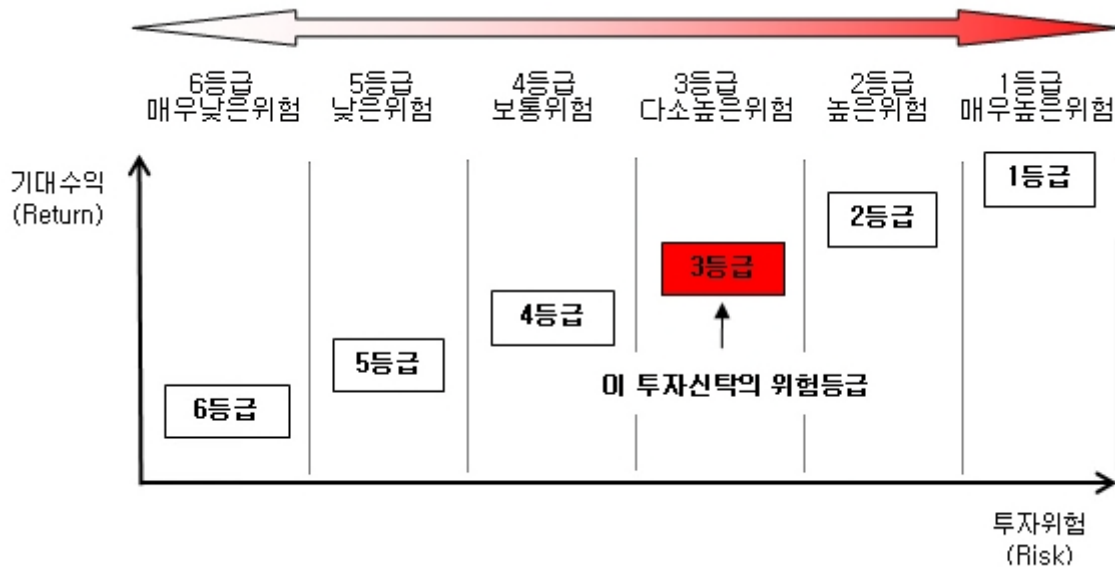 6등급 5등급 4등급 3등급 2등급 1등급
매우낮은위험 낮은위험 보통위험 다소높은위험 높은위험 매우높은위험
기대수익
(Return)
1등급
2등급
3등급
4등급
5등급
6등급
이 투자신탁의 위험등급
투자위험
(Risk)